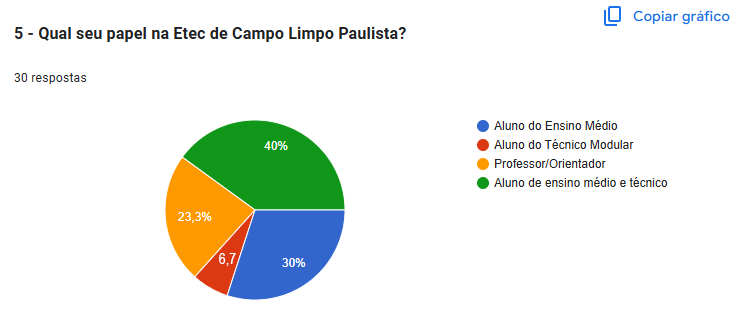 Copiar gráfico
5 - Qual seu papel na Etec de Campo Limpo Paulista?
30 respostas
Aluno do Ensino Médio
Aluno do Técnico Modular
Professor/Orientador
Aluno de ensino médio e técnico
40%
23,3%
6,7
30%